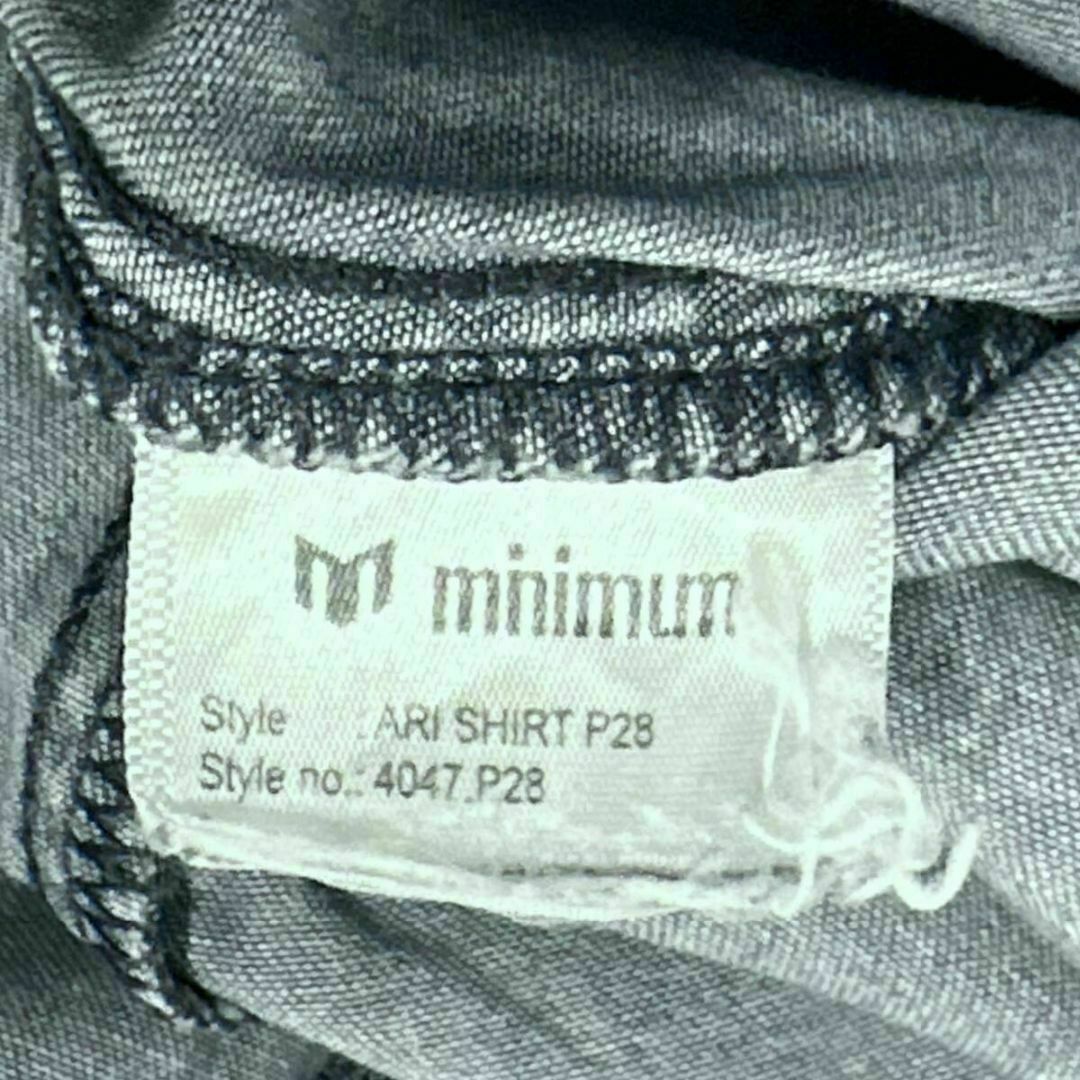 minimum
Style : ARI SHIRT P28
Style no.: 4047 P28